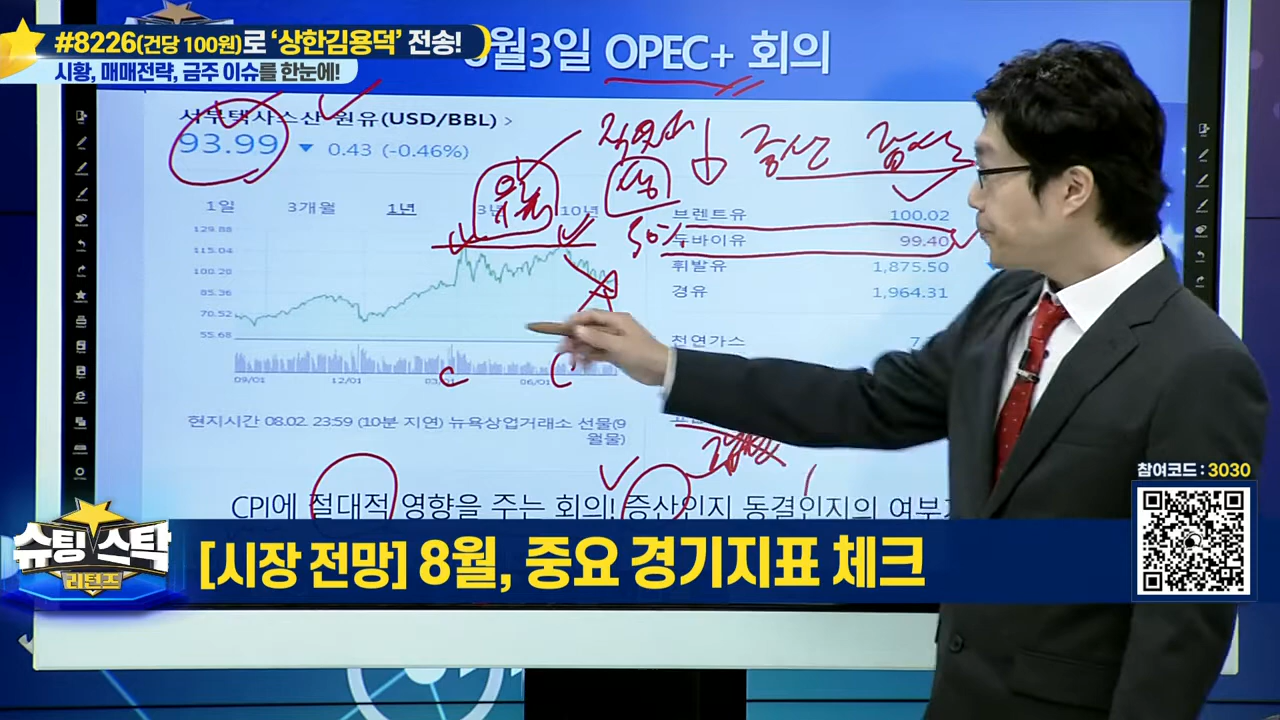 #8226(건당 100원)로 '상한김용덕' 전송!
시황, 매매전략, 금주 이슈를 한눈에!
월3일 OPEC+ 회의
서부텍사스산 원유(USD/BBL) >
93.99 ▼ 0.43 (-0.46%)
1일 3개월 1년 3년 10년
129.88
115.04
100.20
85.36
70.52
55.68
09/01 12/01 03/01 06/01
브렌트유 100.02
두바이유 99.40
휘발유 1,875.50
경유 1,964.31
천연가스
50%
현지시간 08.02. 23:59 (10분 지연) 뉴욕상업거래소 선물(9
월물)
CPI에 절대적 영향을 주는 회의! 증산인지 동결인지의 여부가
참여코드 : 3030
슈팅스탁
리턴즈
[시장 전망] 8월, 중요 경기지표 체크